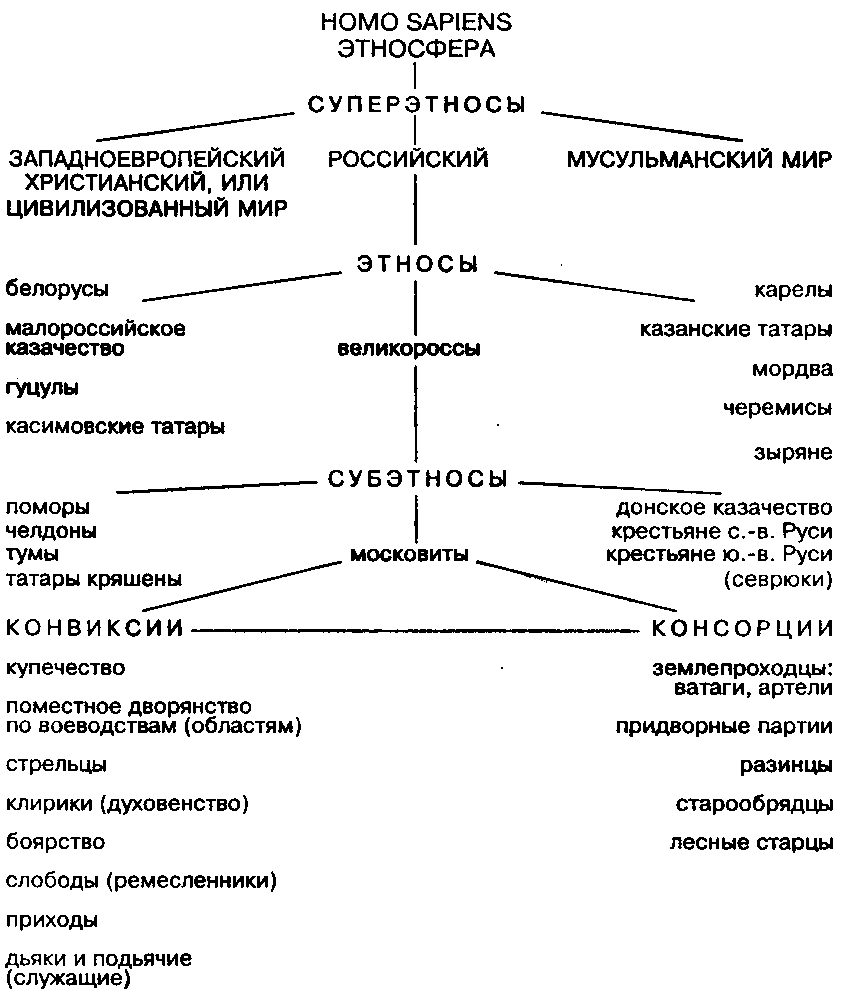 HOMO SAPIENS
ЭТНОСФЕРА
СУПЕРЭТНОСЫ
ЗАПАДНОЕВРОПЕЙСКИЙ
ХРИСТИАНСКИЙ, ИЛИ
ЦИВИЛИЗОВАННЫЙ МИР
РОССИЙСКИЙ
МУСУЛЬМАНСКИЙ МИР
ЭТНОСЫ
белорусы
малороссийское
казачество
гуцулы
касимовские татары
великороссы
карелы
казанские татары
мордва
черемисы
зыряне
СУБЭТНОСЫ
поморы
челдоны
тумы
татары кряшены
московиты
донское казачество
крестьяне с.-в. Руси
крестьяне ю.-в. Руси
(севрюки)
КОНВИКСИИ
купечество
поместное дворянство
по воеводствам (областям)
стрельцы
клирики (духовенство)
боярство
слободы (ремесленники)
приходы
дьяки и подьячие
(служащие)
КОНСОРЦИИ
землепроходцы:
ватаги, артели
придворные партии
разинцы
старообрядцы
лесные старцы